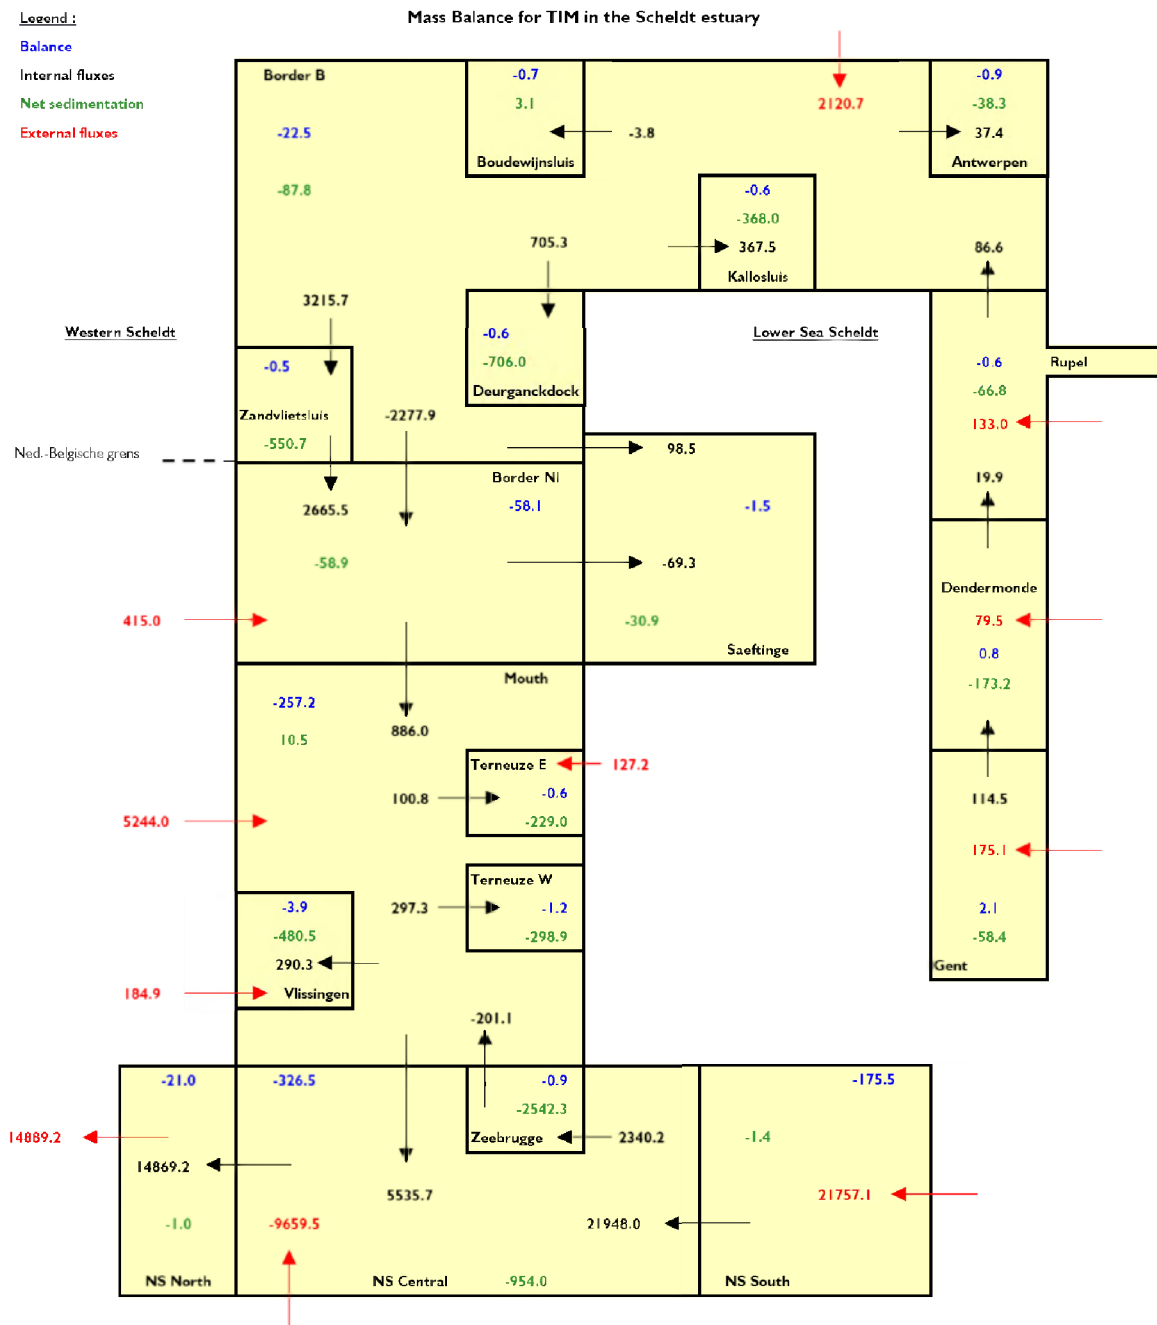 Legend :
Mass Balance for TIM in the Scheldt estuary
Balance
Internal fluxes
Net sedimentation
External fluxes
Border B
-22.5
-87.8
-0.7
3.1
Boudewijnsluis
-3.8
2120.7
-0.9
-38.3
37.4
Antwerpen
-0.6
-368.0
367.5
Kallosluis
705.3
86.6
3215.7
Western Scheldt
Lower Sea Scheldt
-0.6
-706.0
Deurganckdock
-0.5
Zandvlietsluis
-550.7
-2277.9
-0.6
Rupel
-66.8
133.0
19.9
Ned.-Belgische grens
98.5
Border Nl
2665.5
-58.1
-1.5
-58.9
-69.3
415.0
-30.9
Saeftinge
Dendermonde
79.5
0.8
-173.2
Mouth
-257.2
10.5
886.0
Terneuze E
127.2
100.8
-0.6
-229.0
5244.0
114.5
175.1
2.1
-58.4
Gent
Terneuze W
297.3
-1.2
-298.9
-3.9
-480.5
290.3
184.9
Vlissingen
-201.1
-21.0
-326.5
-0.9
-2542.3
Zeebrugge
2340.2
-175.5
-1.4
14889.2
14869.2
5535.7
21757.1
-1.0
-9659.5
21948.0
NS North
NS Central
-954.0
NS South